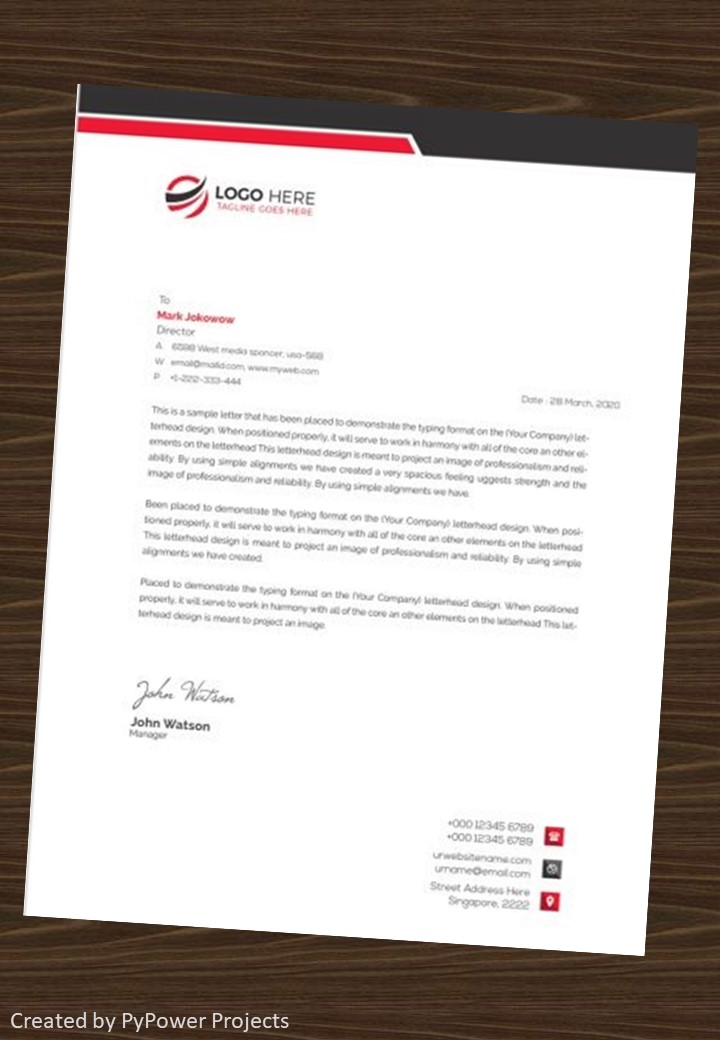 LOGO HERE
TAGLINE GOES HERE
To
Mark Jokowow
Director
A 6598 West media spancer, usa-568
W email@mailid.com, www.myweb.com
P +1-222-333-444
Date : 28 March, 2020
This is a sample letter that has been placed to demonstrate the typing format on the (Your Company) let-
terhead design. When positioned properly, it will serve to work in harmony with all of the core an other el-
ements on the letterhead This letterhead design is meant to project an image of professionalism and reli-
ability. By using simple alignments we have created a very spacious feeling uggests strength and the
image of professionalism and reliability. By using simple alignments we have.
Been placed to demonstrate the typing format on the (Your Company) letterhead design. When posi-
tioned properly, it will serve to work in harmony with all of the core an other elements on the letterhead
This letterhead design is meant to project an image of professionalism and reliability. By using simple
alignments we have created.
Placed to demonstrate the typing format on the (Your Company) letterhead design. When positioned
properly, it will serve to work in harmony with all of the core an other elements on the letterhead This let-
terhead design is meant to project an image.
John Watson
John Watson
Manager
+000 12345 6789
+000 12345 6789
urwebsitename.com
urname@email.com
Street Address Here
Singapore, 2222
Created by PyPower Projects